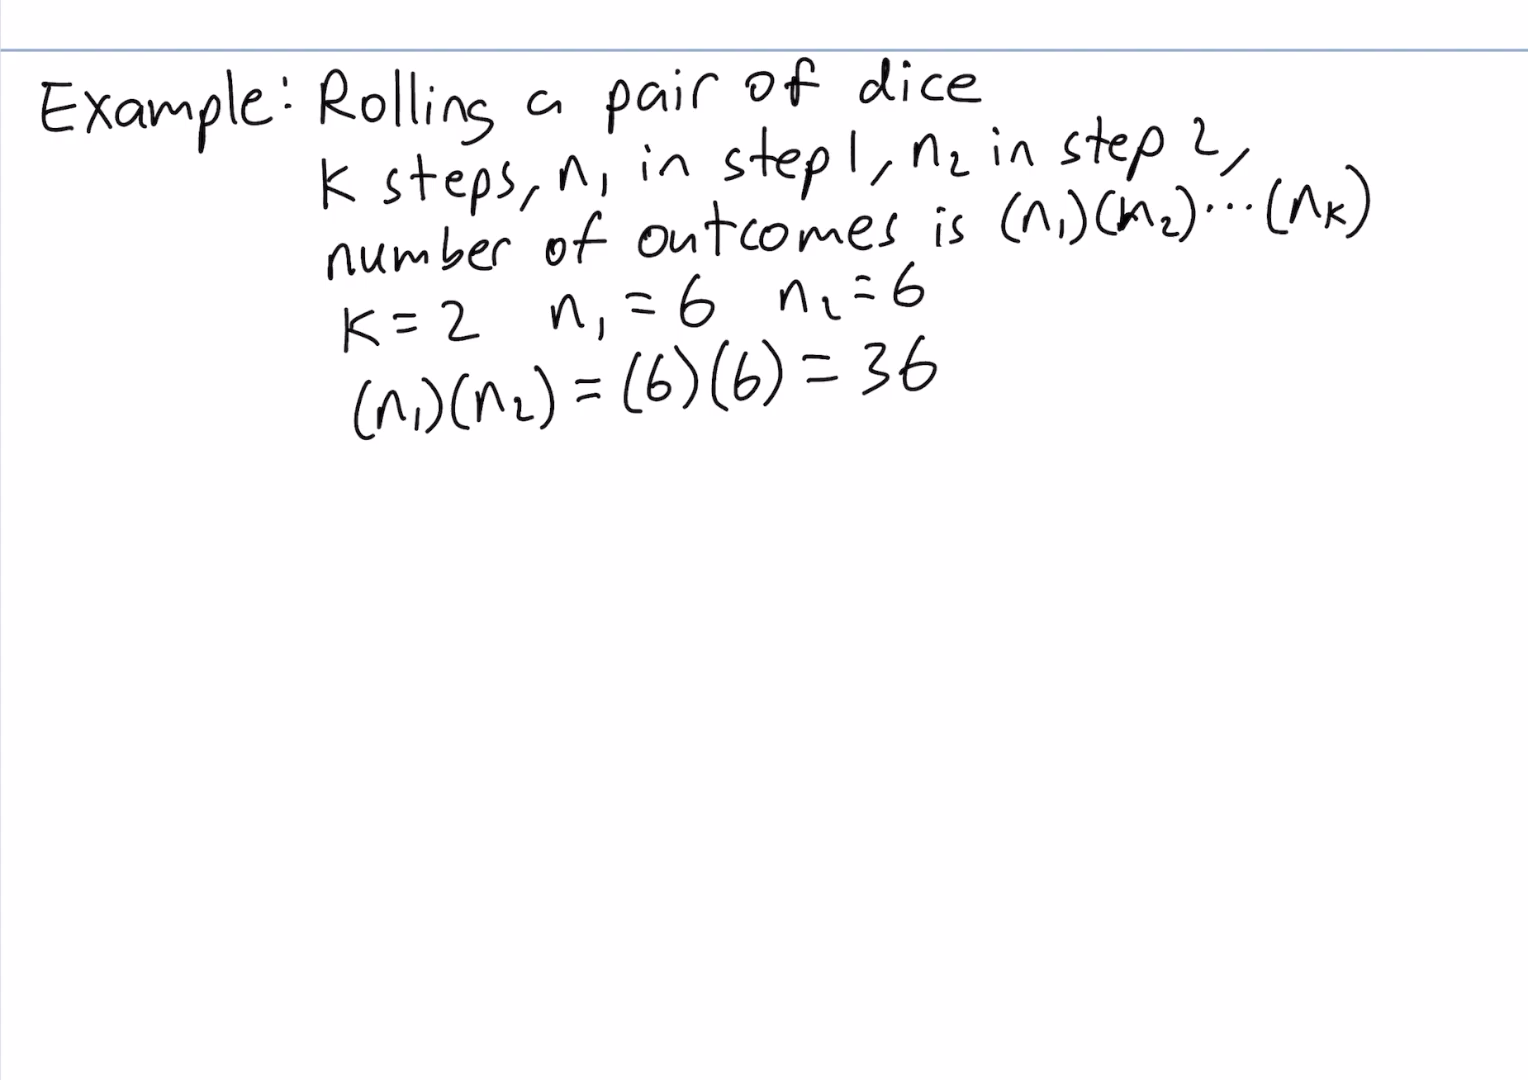 Example: Rolling a pair of dice
K steps, n₁ in step 1, n₂ in step 2,
number of outcomes is (n₁)(n₂)...(nₖ)
K = 2 n₁ = 6 n₂ = 6
(n₁)(n₂) = (6)(6) = 36